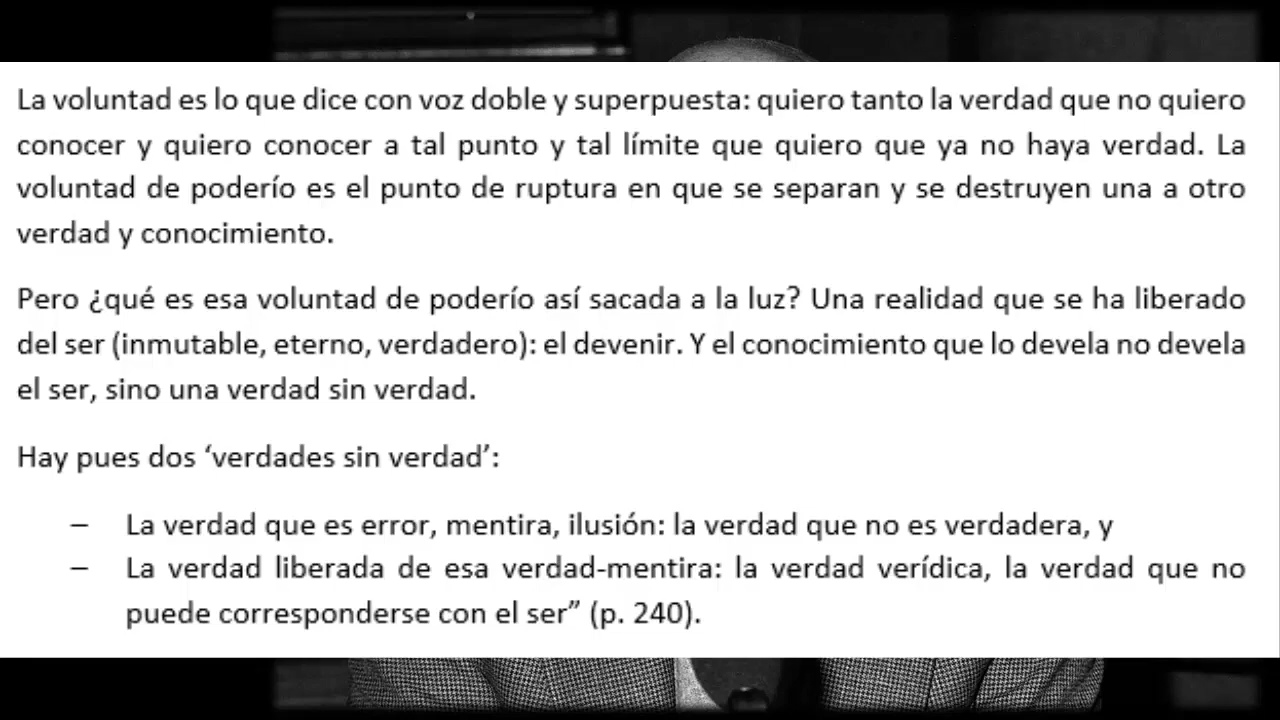 La voluntad es lo que dice con voz doble y superpuesta: quiero tanto la verdad que no quiero
conocer y quiero conocer a tal punto y tal límite que quiero que ya no haya verdad. La
voluntad de poderío es el punto de ruptura en que se separan y se destruyen una a otro
verdad y conocimiento.
Pero ¿qué es esa voluntad de poderío así sacada a la luz? Una realidad que se ha liberado
del ser (inmutable, eterno, verdadero): el devenir. Y el conocimiento que lo devela no devela
el ser, sino una verdad sin verdad.
Hay pues dos ‘verdades sin verdad’:
– La verdad que es error, mentira, ilusión: la verdad que no es verdadera, y
– La verdad liberada de esa verdad-mentira: la verdad verídica, la verdad que no
puede corresponderse con el ser” (p. 240).